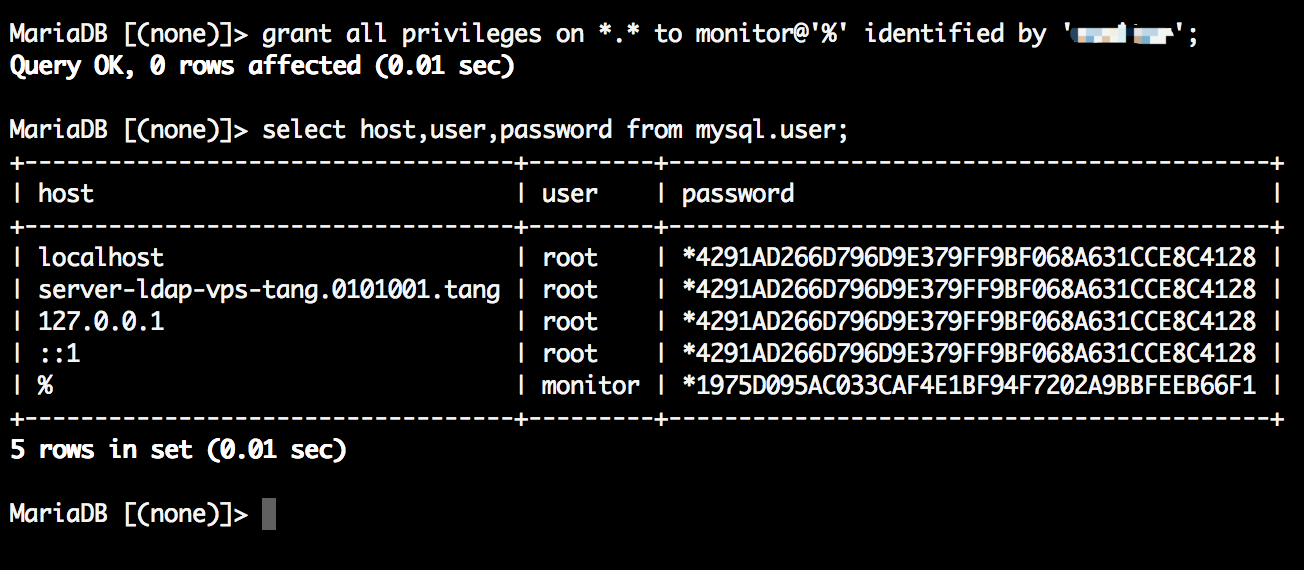 MariaDB [(none)]> grant all privileges on *.* to monitor@'%' identified by '';
Query OK, 0 rows affected (0.01 sec)
MariaDB [(none)]> select host,user,password from mysql.user;
+-----------------------------------+---------+-------------------------------------------+
| host                              | user    | password                                  |
+-----------------------------------+---------+-------------------------------------------+
| localhost                         | root    | *4291AD266D796D9E379FF9BF068A631CCE8C4128 |
| server-ldap-vps-tang.0101001.tang | root    | *4291AD266D796D9E379FF9BF068A631CCE8C4128 |
| 127.0.0.1                         | root    | *4291AD266D796D9E379FF9BF068A631CCE8C4128 |
| ::1                               | root    | *4291AD266D796D9E379FF9BF068A631CCE8C4128 |
| %                                 | monitor | *1975D095AC033CAF4E1BF94F7202A9BBFEEB66F1 |
+-----------------------------------+---------+-------------------------------------------+
5 rows in set (0.01 sec)
MariaDB [(none)]>